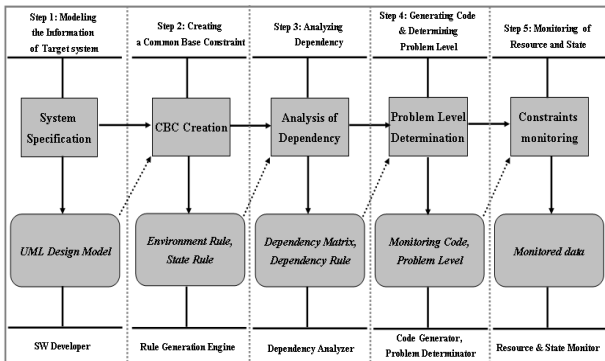 Step 1: Modeling
the Information
of Target system
Step 2: Creating
a Common Base Constraint
Step 3: Analyzing
Dependency
Step 4: Generating Code
& Determining
Problem Level
Step 5: Monitoring of
Resource and State
System
Specification
CBC Creation
Analysis of
Dependency
Problem Level
Determination
Constraints
monitoring
UML Design Model
Environment Rule,
State Rule
Dependency Matrix,
Dependency Rule
Monitoring Code,
Problem Level
Monitored data
SW Developer
Rule Generation Engine
Dependency Analyzer
Code Generator,
Problem Determinator
Resource & State Monitor